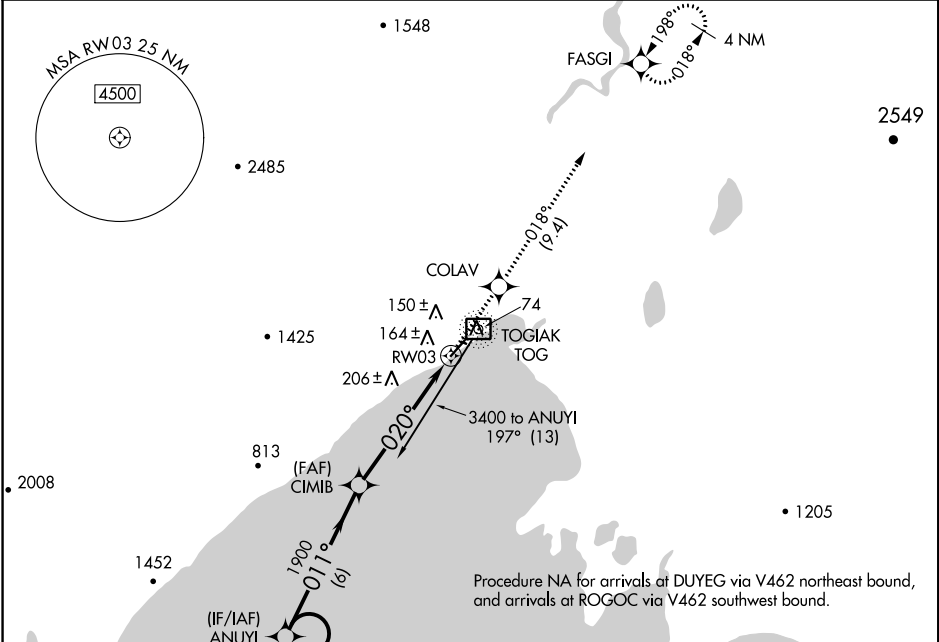 1548
198°
4 NM
018°
FASGI
MSA RW03 25 NM
4500
2549
2485
018°
(9.4)
COLAV
150 ±
74
1425
164 ±
TOGIAK
TOG
RW03
206 ±
3400 to ANUYI
197° (13)
020°
813
(FAF)
CIMIB
2008
1205
1900
011°
(6)
1452
Procedure NA for arrivals at DUYEG via V462 northeast bound,
and arrivals at ROGOC via V462 southwest bound.
(IF/IAF)
ANUYI